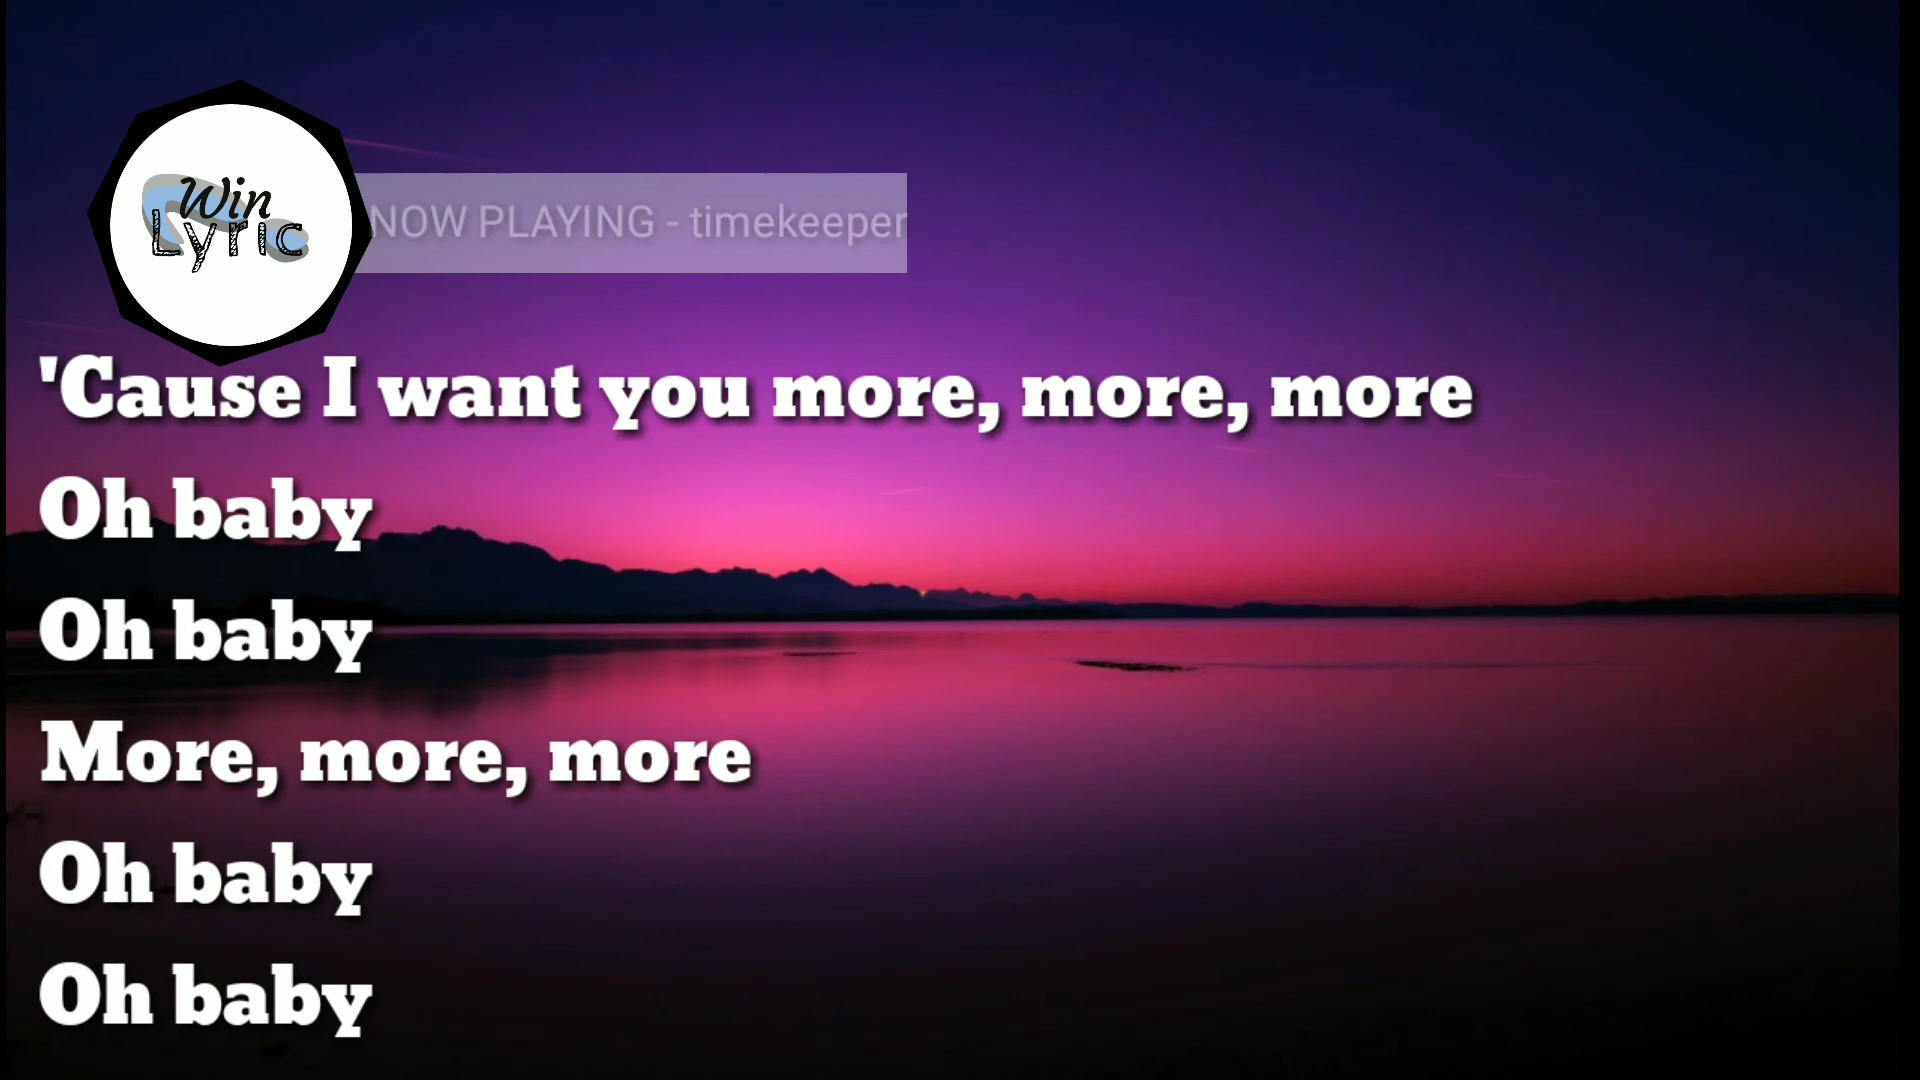 Win
Lyric
NOW PLAYING - timekeeper
'Cause I want you more, more, more
Oh baby
Oh baby
More, more, more
Oh baby
Oh baby